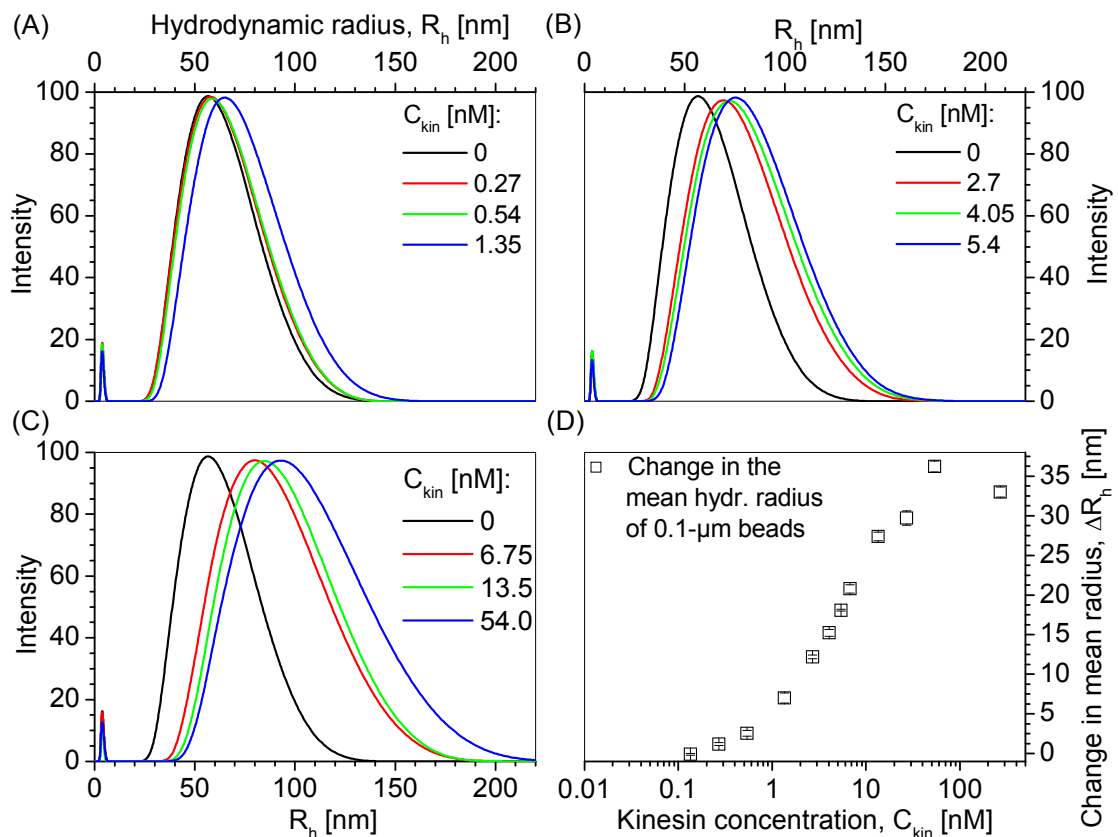 (A) Hydrodynamic radius, R_h [nm]
0 50 100 150 200
100
80
60
40
20
0
Intensity
C_kin [nM]:
0
0.27
0.54
1.35
(B) R_h [nm]
0 50 100 150 200
100
80
60
40
20
0
Intensity
C_kin [nM]:
0
2.7
4.05
5.4
(C)
100
80
60
40
20
0
Intensity
C_kin [nM]:
0
6.75
13.5
54.0
0 50 100 150 200
R_h [nm]
(D)
Change in the
mean hydr. radius
of 0.1-µm beads
35
30
25
20
15
10
5
0
Change in mean radius, ΔR_h [nm]
0.01 0.1 1 10 100
Kinesin concentration, C_kin [nM]